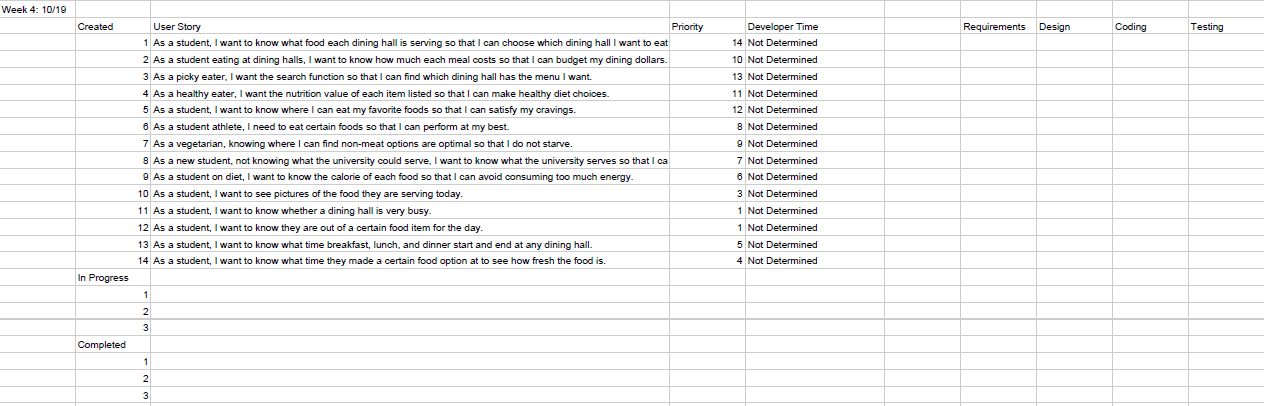 Week 4: 10/19
Created User Story Priority Developer Time Requirements Design Coding Testing
1 As a student, I want to know what food each dining hall is serving so that I can choose which dining hall I want to eat 14 Not Determined
2 As a student eating at dining halls, I want to know how much each meal costs so that I can budget my dining dollars. 10 Not Determined
3 As a picky eater, I want the search function so that I can find which dining hall has the menu I want. 13 Not Determined
4 As a healthy eater, I want the nutrition value of each item listed so that I can make healthy diet choices. 11 Not Determined
5 As a student, I want to know where I can eat my favorite foods so that I can satisfy my cravings. 12 Not Determined
6 As a student athlete, I need to eat certain foods so that I can perform at my best. 8 Not Determined
7 As a vegetarian, knowing where I can find non-meat options are optimal so that I do not starve. 9 Not Determined
8 As a new student, not knowing what the university could serve, I want to know what the university serves so that I ca 7 Not Determined
9 As a student on diet, I want to know the calorie of each food so that I can avoid consuming too much energy. 6 Not Determined
10 As a student, I want to see pictures of the food they are serving today. 3 Not Determined
11 As a student, I want to know whether a dining hall is very busy. 1 Not Determined
12 As a student, I want to know they are out of a certain food item for the day. 1 Not Determined
13 As a student, I want to know what time breakfast, lunch, and dinner start and end at any dining hall. 5 Not Determined
14 As a student, I want to know what time they made a certain food option at to see how fresh the food is. 4 Not Determined
In Progress
1
2
3
Completed
1
2
3